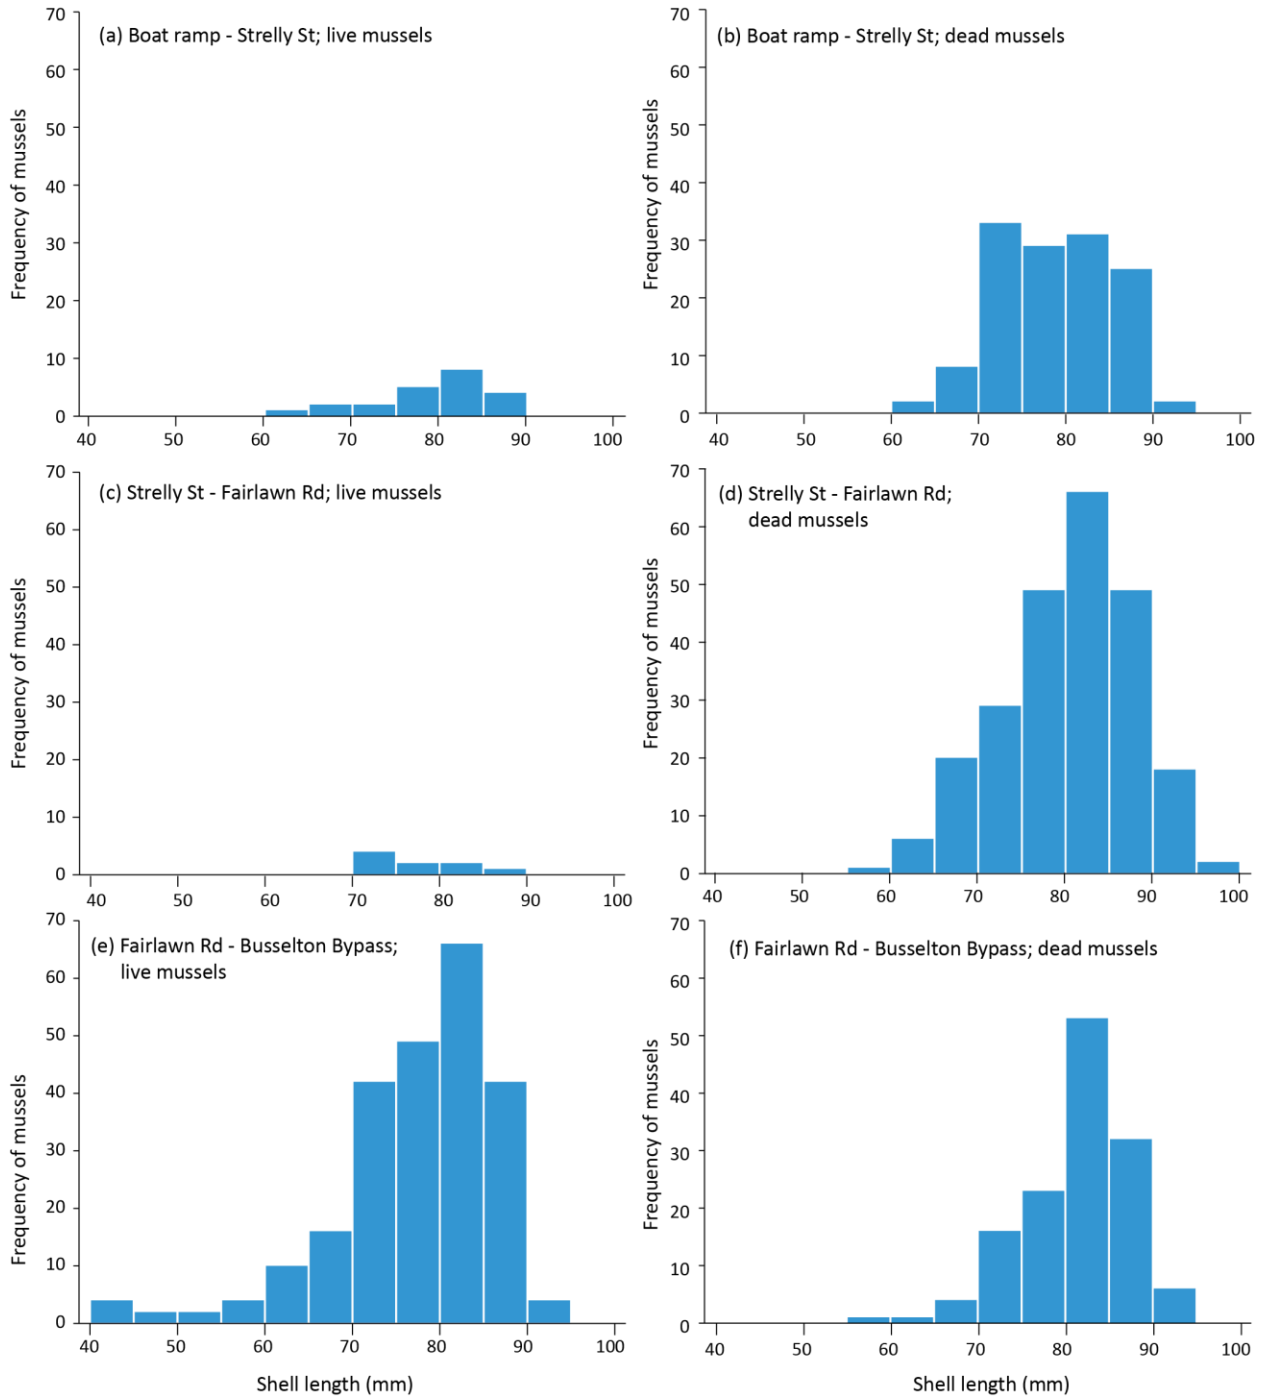 (a) Boat ramp - Strelly St; live mussels
Frequency of mussels
70
60
50
40
30
20
10
0
40 50 60 70 80 90 100
(b) Boat ramp - Strelly St; dead mussels
Frequency of mussels
70
60
50
40
30
20
10
0
40 50 60 70 80 90 100
(c) Strelly St - Fairlawn Rd; live mussels
Frequency of mussels
70
60
50
40
30
20
10
0
40 50 60 70 80 90 100
(d) Strelly St - Fairlawn Rd;
dead mussels
Frequency of mussels
70
60
50
40
30
20
10
0
40 50 60 70 80 90 100
(e) Fairlawn Rd - Busselton Bypass;
live mussels
Frequency of mussels
70
60
50
40
30
20
10
0
40 50 60 70 80 90 100
Shell length (mm)
(f) Fairlawn Rd - Busselton Bypass; dead mussels
Frequency of mussels
70
60
50
40
30
20
10
0
40 50 60 70 80 90 100
Shell length (mm)